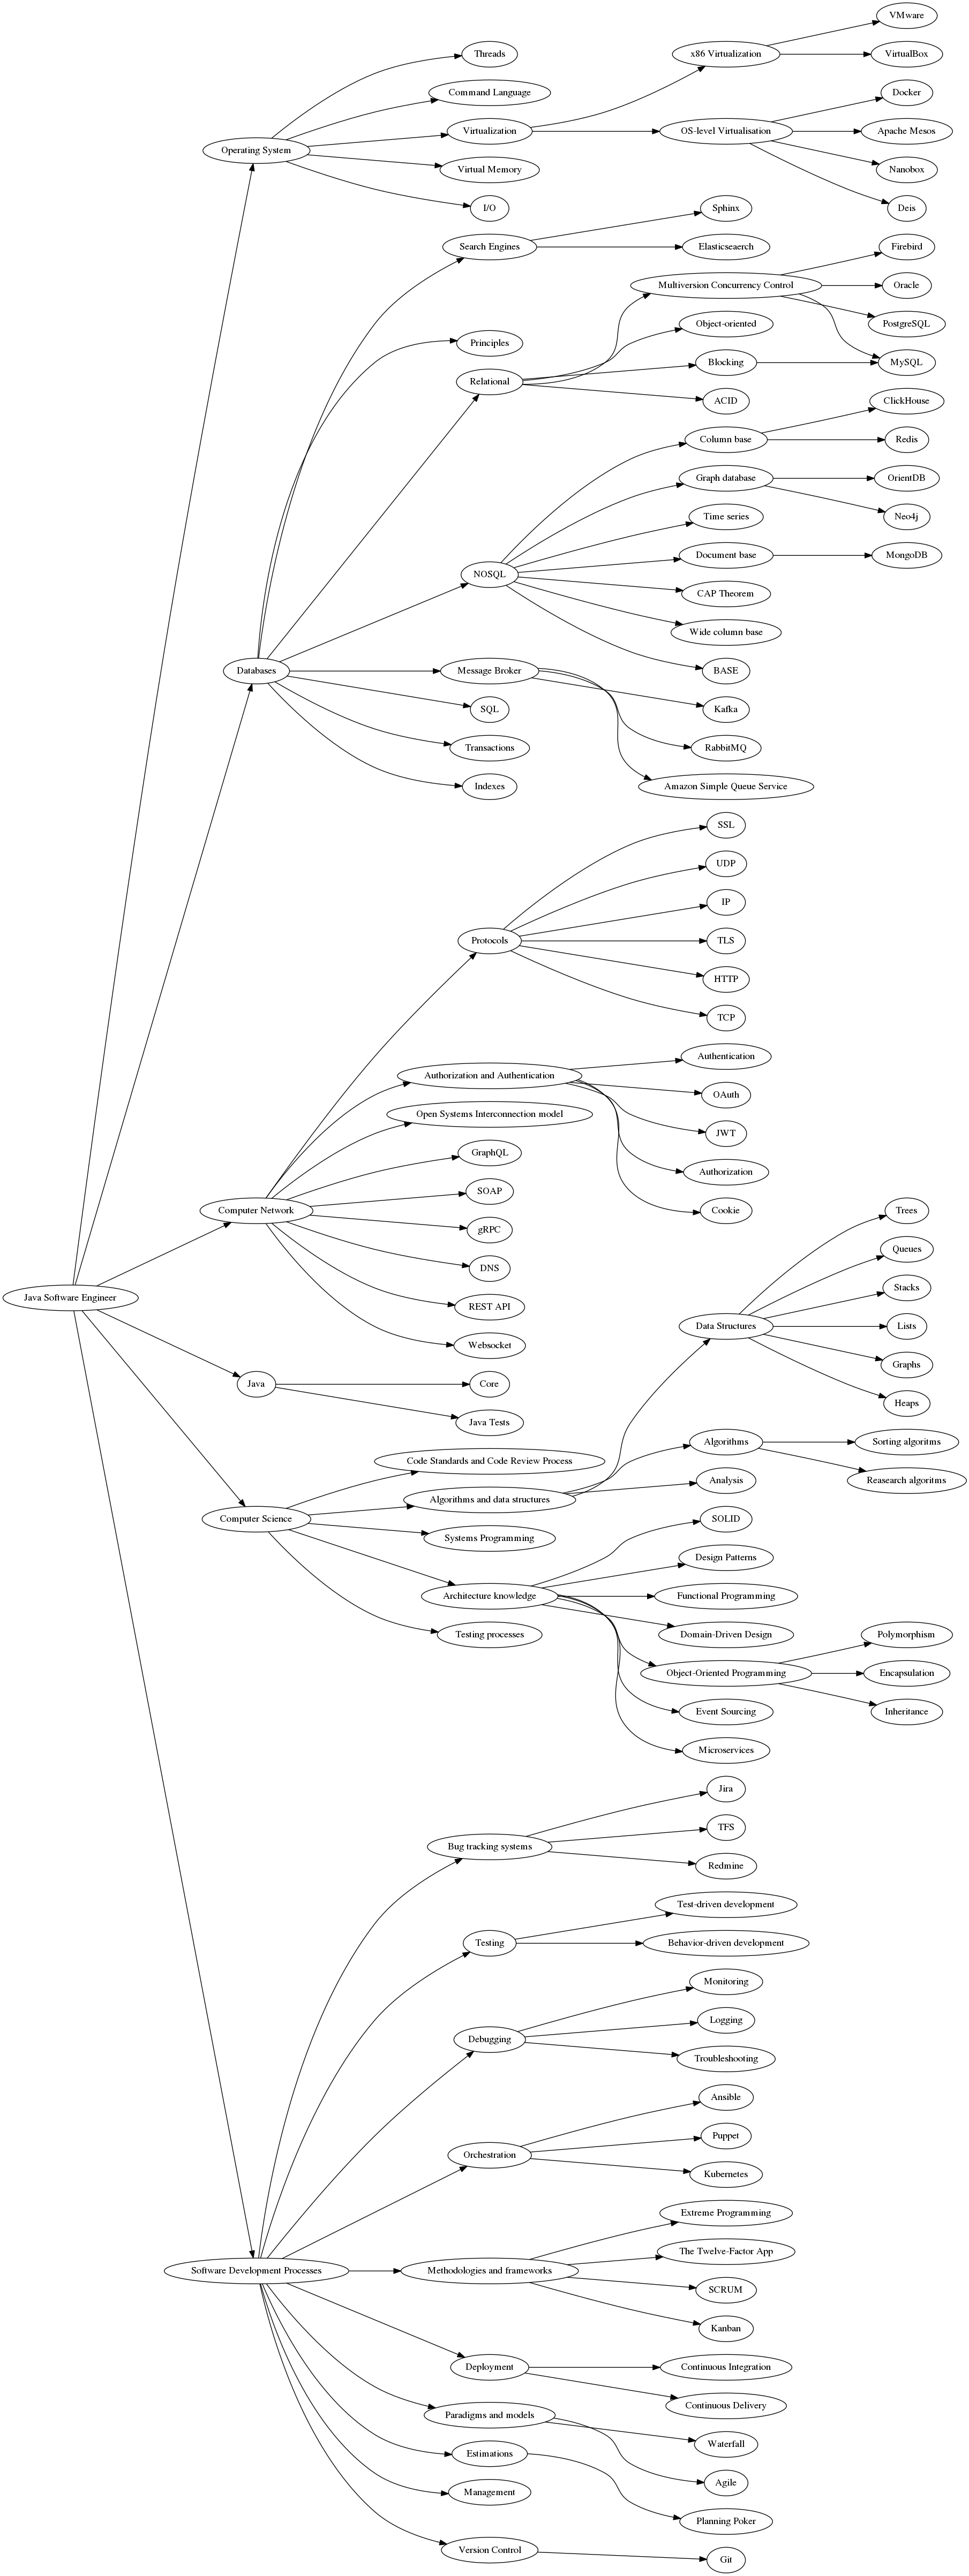 VMware
Threads
x86 Virtualization
VirtualBox
Command Language
Docker
Operating System
Virtualization
OS-level Virtualisation
Apache Mesos
Virtual Memory
Nanobox
I/O
Deis
Sphinx
Search Engines
Elasticseaerch
Firebird
Multiversion Concurrency Control
Oracle
Object-oriented
PostgreSQL
Principles
Blocking
MySQL
Relational
ACID
ClickHouse
Column base
Redis
Graph database
OrientDB
Time series
Neo4j
Document base
MongoDB
NOSQL
CAP Theorem
Wide column base
Databases
Message Broker
BASE
SQL
Kafka
Transactions
RabbitMQ
Indexes
Amazon Simple Queue Service
SSL
UDP
IP
Protocols
TLS
HTTP
TCP
Authentication
Authorization and Authentication
OAuth
Open Systems Interconnection model
JWT
GraphQL
Authorization
SOAP
Cookie
Computer Network
Trees
gRPC
Queues
DNS
Stacks
Java Software Engineer
REST API
Data Structures
Lists
Websocket
Graphs
Java
Core
Heaps
Java Tests
Algorithms
Sorting algoritms
Code Standards and Code Review Process
Analysis
Reasearch algoritms
Algorithms and data structures
Computer Science
SOLID
Systems Programming
Design Patterns
Architecture knowledge
Functional Programming
Testing processes
Domain-Driven Design
Polymorphism
Object-Oriented Programming
Encapsulation
Event Sourcing
Inheritance
Microservices
Jira
TFS
Bug tracking systems
Redmine
Test-driven development
Testing
Behavior-driven development
Monitoring
Logging
Debugging
Troubleshooting
Ansible
Puppet
Orchestration
Kubernetes
Extreme Programming
The Twelve-Factor App
Software Development Processes
Methodologies and frameworks
SCRUM
Kanban
Deployment
Continuous Integration
Continuous Delivery
Paradigms and models
Waterfall
Estimations
Agile
Management
Planning Poker
Version Control
Git